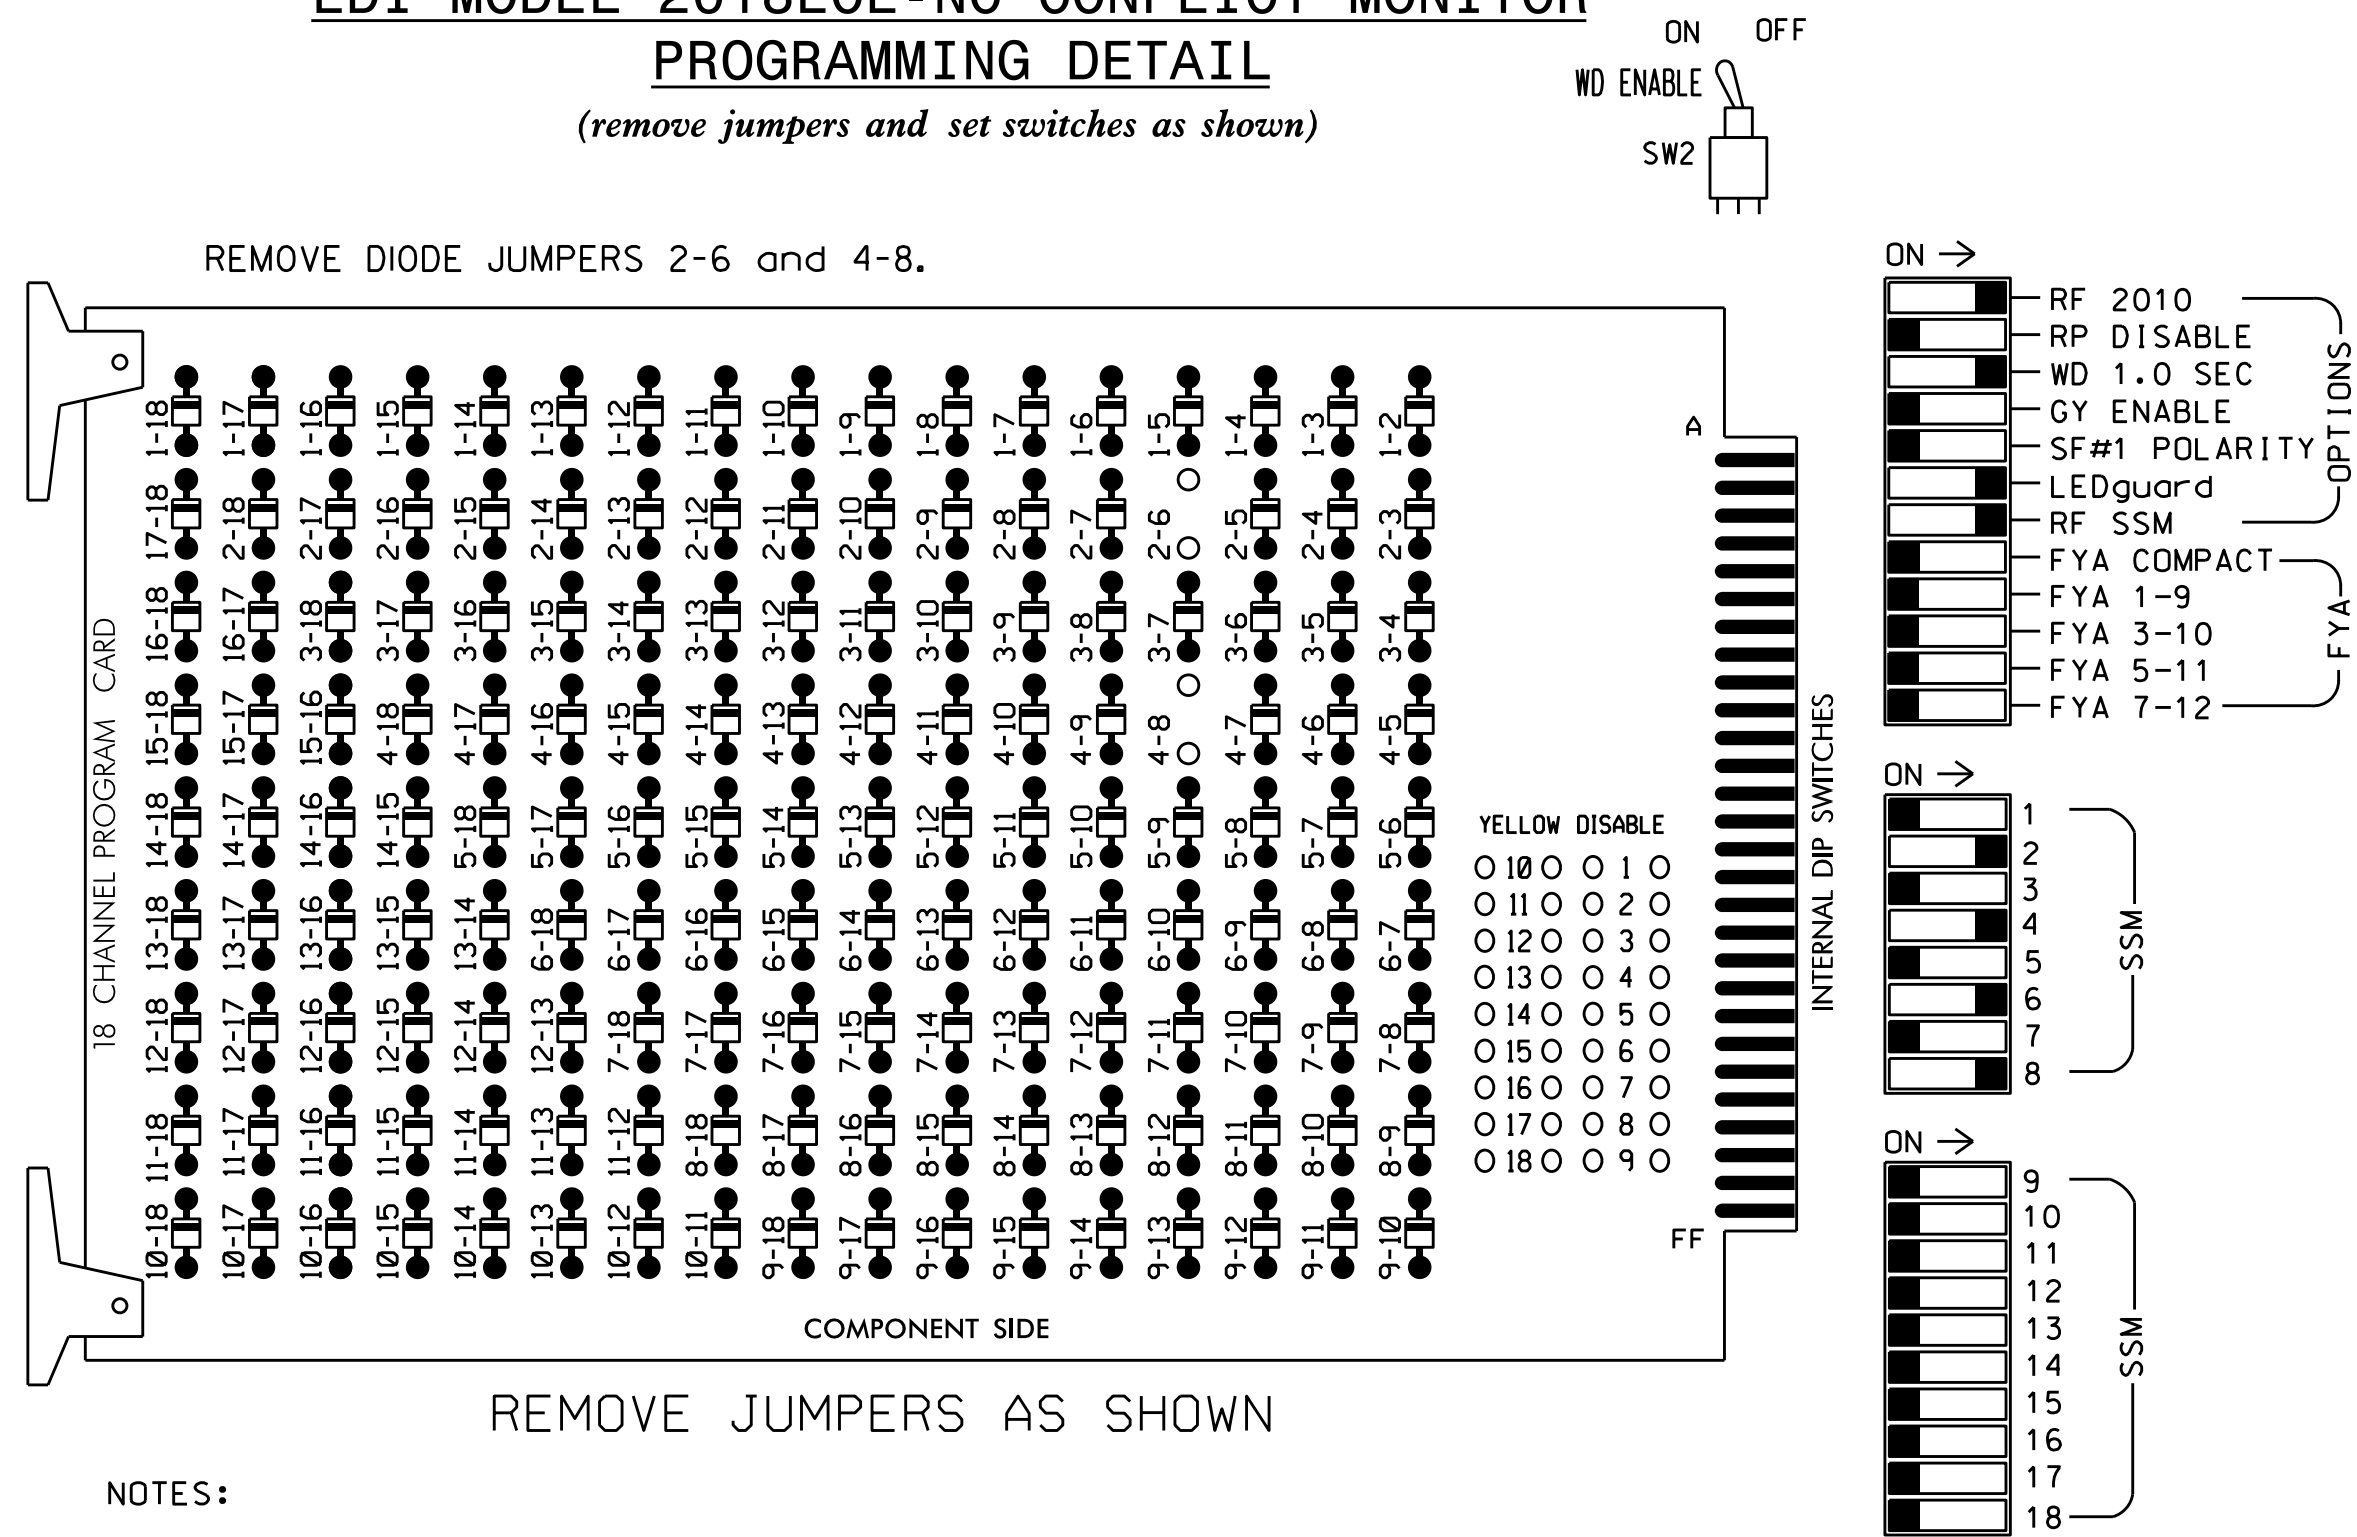 PROGRAMMING DETAIL
(remove jumpers and set switches as shown)
ON OFF
WD ENABLE
SW2
REMOVE DIODE JUMPERS 2-6 and 4-8.
18 CHANNEL PROGRAM CARD
1-18 1-17 1-16 1-15 1-14 1-13 1-12 1-11 1-10 1-9 1-8 1-7 1-6 1-5 1-4 1-3 1-2
17-18 2-18 2-17 2-16 2-15 2-14 2-13 2-12 2-11 2-10 2-9 2-8 2-7 2-6 2-5 2-4 2-3
16-18 16-17 3-18 3-17 3-16 3-15 3-14 3-13 3-12 3-11 3-10 3-9 3-8 3-7 3-6 3-5 3-4
15-18 15-17 15-16 4-18 4-17 4-16 4-15 4-14 4-13 4-12 4-11 4-10 4-9 4-8 4-7 4-6 4-5
14-18 14-17 14-16 14-15 5-18 5-17 5-16 5-15 5-14 5-13 5-12 5-11 5-10 5-9 5-8 5-7 5-6
13-18 13-17 13-16 13-15 13-14 6-18 6-17 6-16 6-15 6-14 6-13 6-12 6-11 6-10 6-9 6-8 6-7
12-18 12-17 12-16 12-15 12-14 12-13 7-18 7-17 7-16 7-15 7-14 7-13 7-12 7-11 7-10 7-9 7-8
11-18 11-17 11-16 11-15 11-14 11-13 11-12 8-18 8-17 8-16 8-15 8-14 8-13 8-12 8-11 8-10 8-9
10-18 10-17 10-16 10-15 10-14 10-13 10-12 10-11 9-18 9-17 9-16 9-15 9-14 9-13 9-12 9-11 9-10
A
YELLOW DISABLE
10 1
11 2
12 3
13 4
14 5
15 6
16 7
17 8
18 9
FF
COMPONENT SIDE
INTERNAL DIP SWITCHES
ON
RF 2010
RP DISABLE
WD 1.0 SEC
GY ENABLE
SF#1 POLARITY
LEDguard
RF SSM
OPTIONS
FYA COMPACT
FYA 1-9
FYA 3-10
FYA 5-11
FYA 7-12
FYA
ON
1
2
3
4
5
6
7
8
SSM
ON
9
10
11
12
13
14
15
16
17
18
SSM
REMOVE JUMPERS AS SHOWN
NOTES: